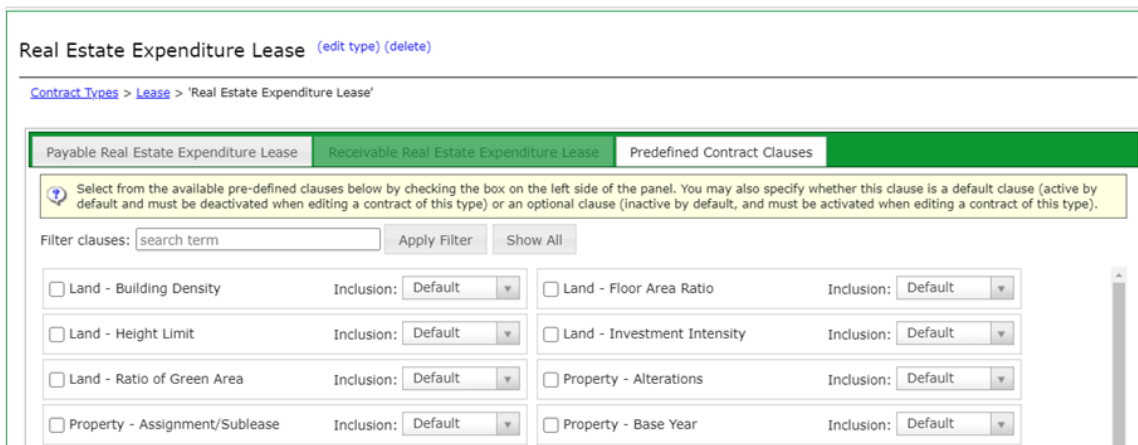 Real Estate Expenditure Lease (edit type) (delete)
Contract Types > Lease > 'Real Estate Expenditure Lease'
Payable Real Estate Expenditure Lease Receivable Real Estate Expenditure Lease Predefined Contract Clauses
Select from the available pre-defined clauses below by checking the box on the left side of the panel. You may also specify whether this clause is a default clause (active by
default and must be deactivated when editing a contract of this type) or an optional clause (inactive by default, and must be activated when editing a contract of this type).
Filter clauses: search term Apply Filter Show All
Land - Building Density Inclusion: Default Land - Floor Area Ratio Inclusion: Default
Land - Height Limit Inclusion: Default Land - Investment Intensity Inclusion: Default
Land - Ratio of Green Area Inclusion: Default Property - Alterations Inclusion: Default
Property - Assignment/Sublease Inclusion: Default Property - Base Year Inclusion: Default